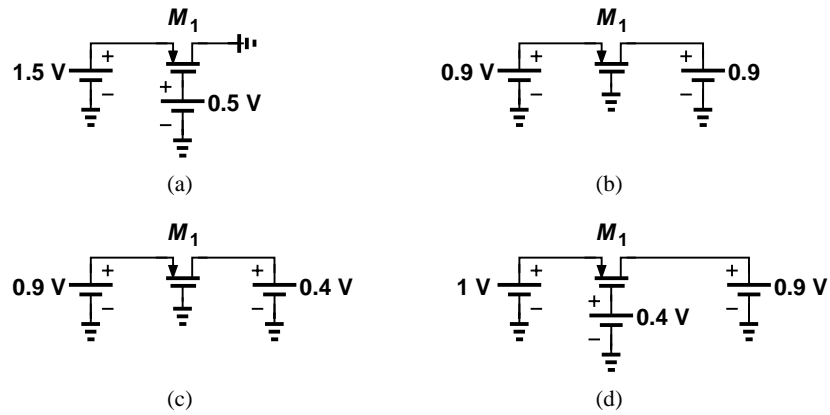 M1
1.5 V
+
−
+
−
0.5 V
(a)
M1
0.9 V
+
−
+
−
0.9
(b)
M1
0.9 V
+
−
+
−
0.4 V
(c)
M1
1 V
+
−
+
−
0.4 V
+
−
0.9 V
(d)